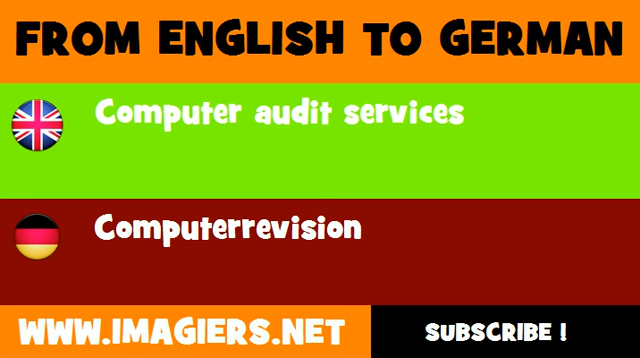 FROM ENGLISH TO GERMAN
Computer audit services
Computerrevision
WWW.IMAGIERS.NET
SUBSCRIBE !